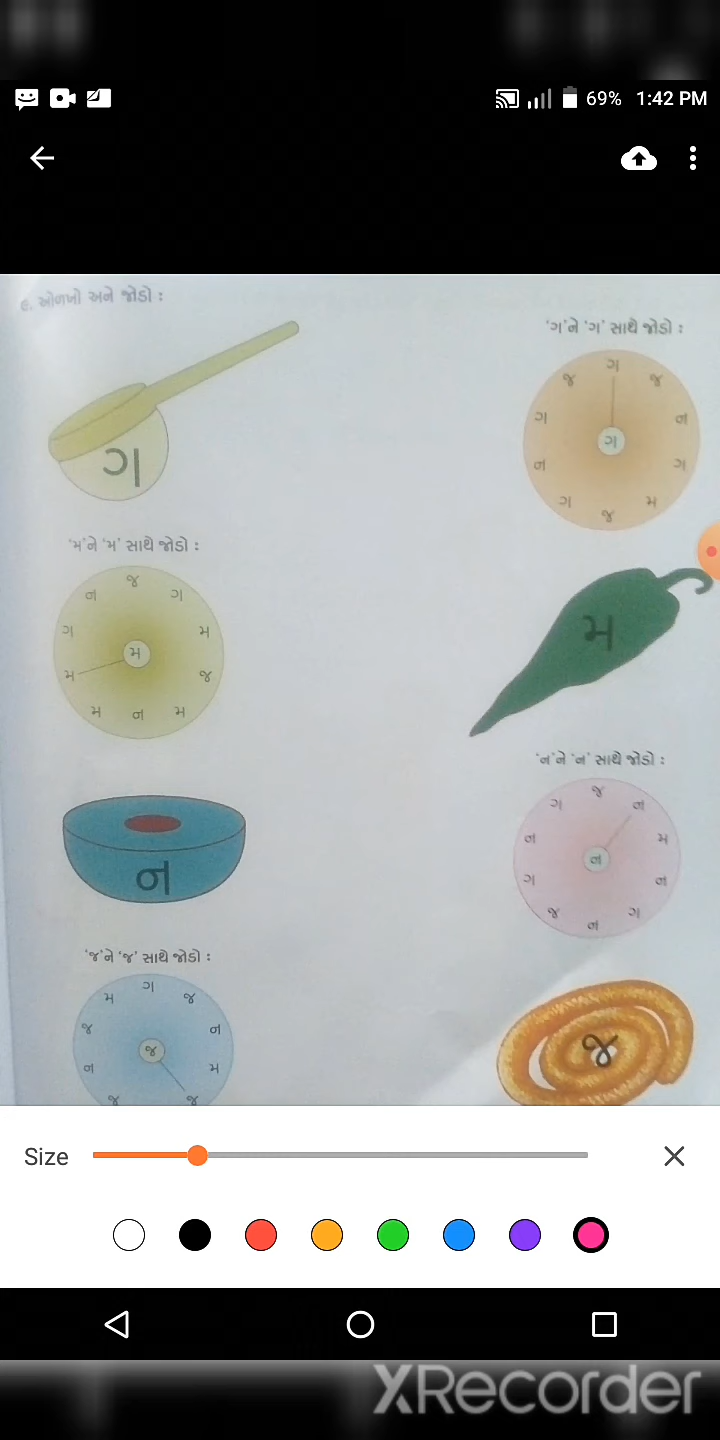 69% 1:42 PM
૯. ઓળખો અને જોડો :
'ગ'ને 'ગ' સાથે જોડો :
ગ
જ
જ
ગ
ન
ગ
ન
ગ
ગ
મ
જ
ગ
'મ'ને 'મ' સાથે જોડો :
જ
ન
ગ
ગ
મ
મ
મ
જ
મ
ન
મ
મ
'ન'ને 'ન' સાથે જોડો :
જ
ગ
ન
ન
મ
ન
ગ
ન
જ
ગ
ન
ન
'જ'ને 'જ' સાથે જોડો :
ગ
મ
જ
જ
ન
જ
ન
મ
જ
જ
જ
Size
XRecorder